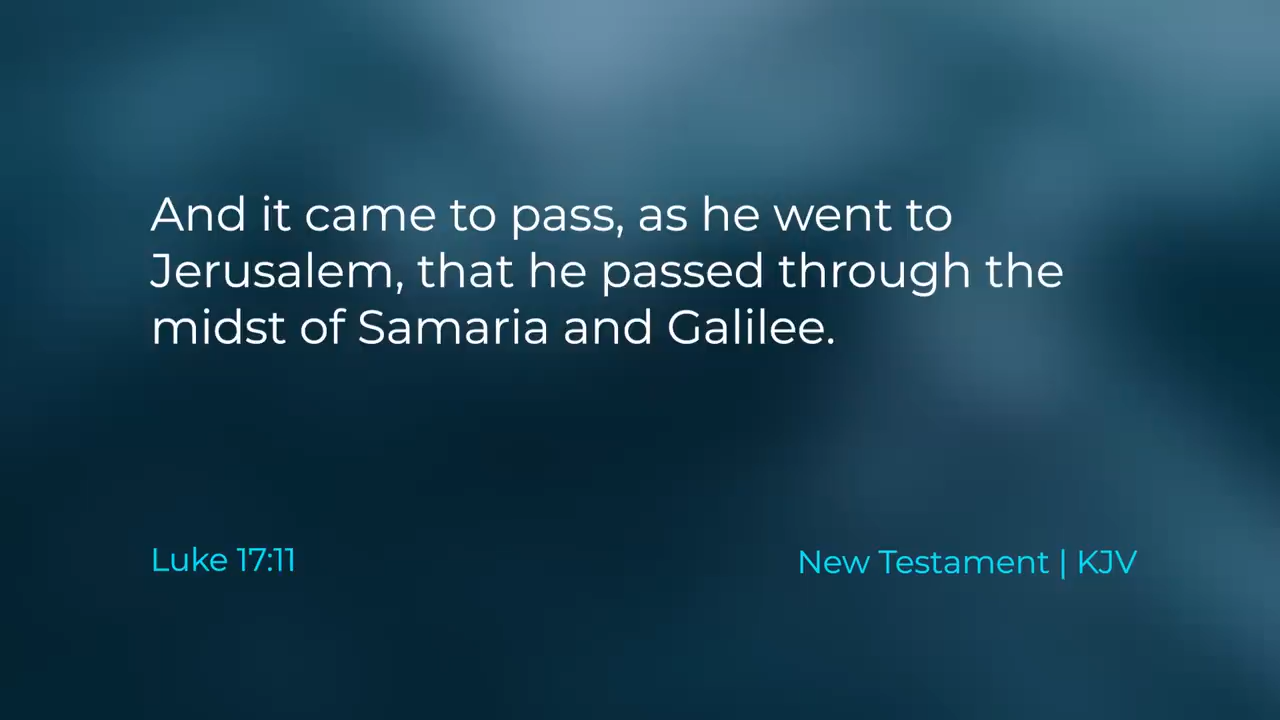 And it came to pass, as he went to
Jerusalem, that he passed through the
midst of Samaria and Galilee.
Luke 17:11
New Testament | KJV